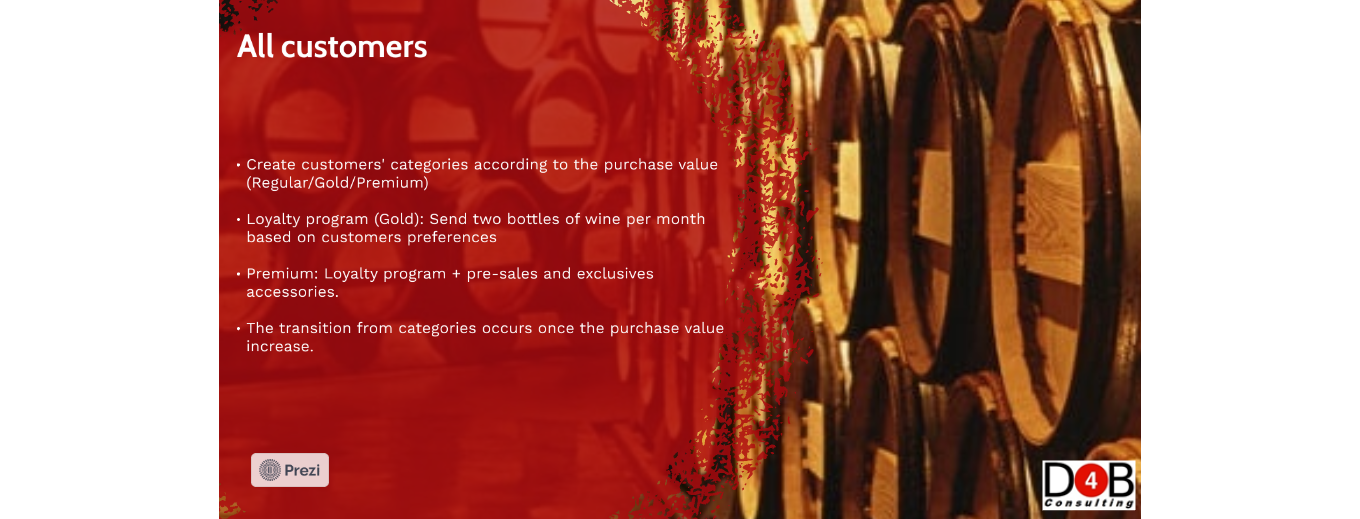 All customers
• Create customers' categories according to the purchase value
(Regular/Gold/Premium)
• Loyalty program (Gold): Send two bottles of wine per month
based on customers preferences
• Premium: Loyalty program + pre-sales and exclusives
accessories.
• The transition from categories occurs once the purchase value
increase.
Prezi
D4B
Consulting